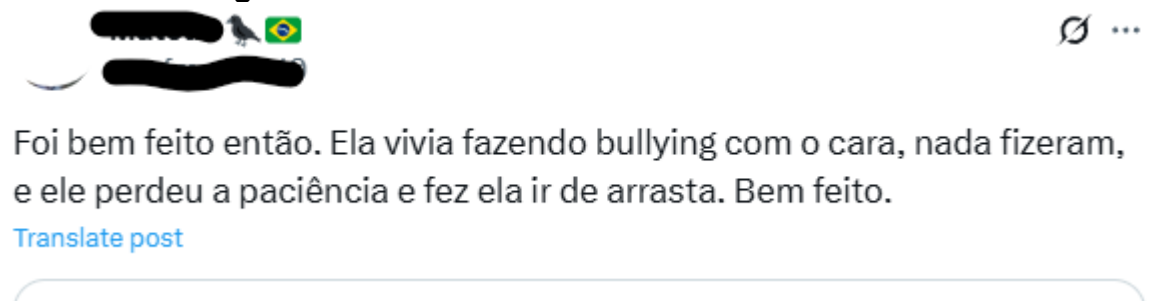 Foi bem feito então. Ela vivia fazendo bullying com o cara, nada fizeram,
e ele perdeu a paciência e fez ela ir de arrasta. Bem feito.
Translate post